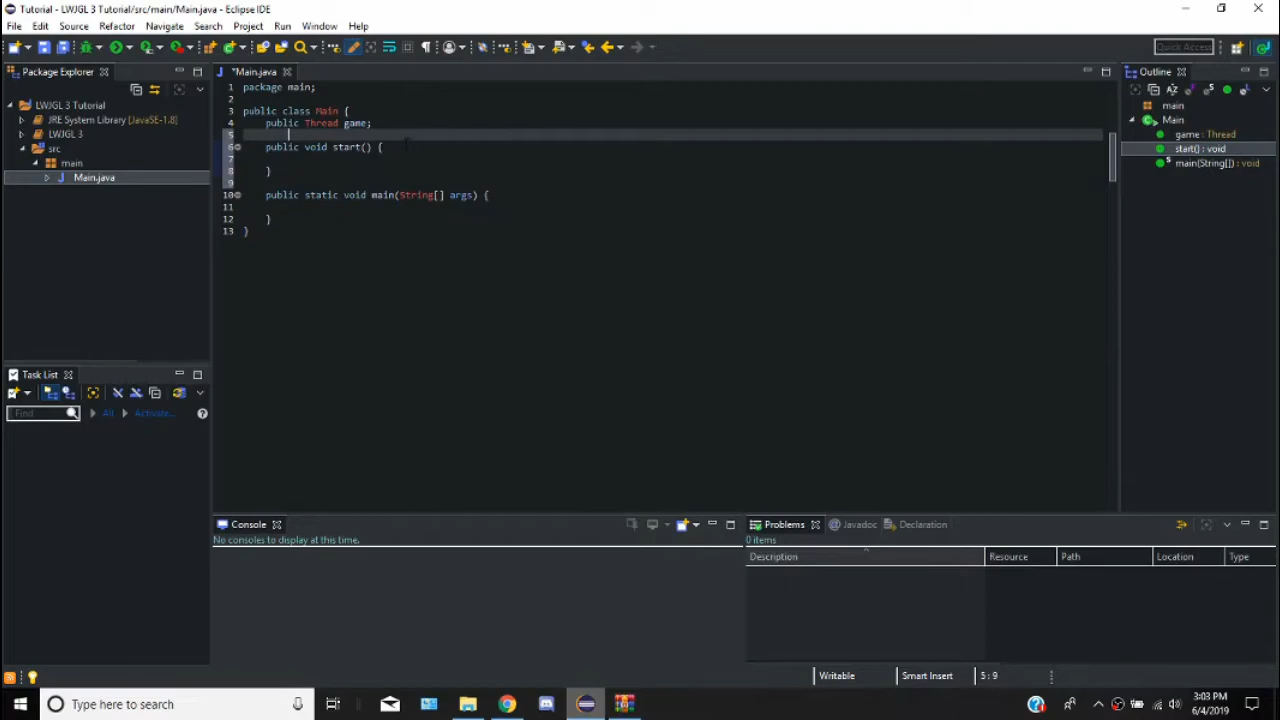 Tutorial - LWJGL 3 Tutorial/src/main/Main.java - Eclipse IDE
File Edit Source Refactor Navigate Search Project Run Window Help
Quick Access
Package Explorer
LWJGL 3 Tutorial
JRE System Library [JavaSE-1.8]
LWJGL 3
src
main
Main.java
Task List
Find All Activate...
*Main.java
1 package main;
2
3 public class Main {
4 public Thread game;
5
6 public void start() {
7
8 }
9
10 public static void main(String[] args) {
11
12 }
13 }
Outline
main
Main
game : Thread
start() : void
main(String[]) : void
Console
No consoles to display at this time.
Problems Javadoc Declaration
0 items
Description Resource Path Location Type
Writable Smart Insert 5 : 9
Type here to search
3:03 PM
6/4/2019